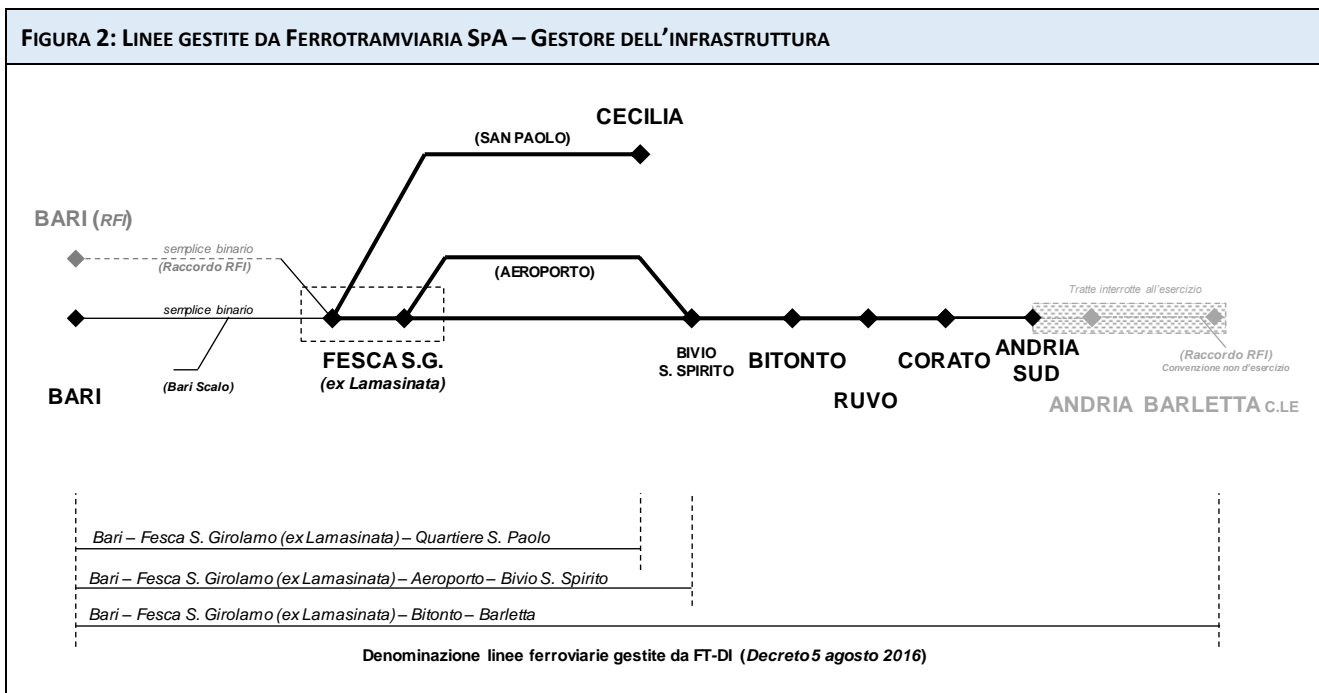 FIGURA 2: LINEE GESTITE DA FERROTRAMVIARIA SPA – GESTORE DELL'INFRASTRUTTURA
CECILIA
(SAN PAOLO)
BARI (RFI)
semplice binario
(Raccordo RFI)
(AEROPORTO)
Tratte interrotte all'esercizio
semplice binario
(Bari Scalo)
BARI
FESCA S.G.
(ex Lamasinata)
BIVIO
S. SPIRITO
BITONTO
RUVO
CORATO
ANDRIA
SUD
(Raccordo RFI)
Convenzione non d'esercizio
ANDRIA
BARLETTA C.LE
Bari – Fesca S. Girolamo (ex Lamasinata) – Quartiere S. Paolo
Bari – Fesca S. Girolamo (ex Lamasinata) – Aeroporto – Bivio S. Spirito
Bari – Fesca S. Girolamo (ex Lamasinata) – Bitonto – Barletta
Denominazione linee ferroviarie gestite da FT-DI (Decreto 5 agosto 2016)